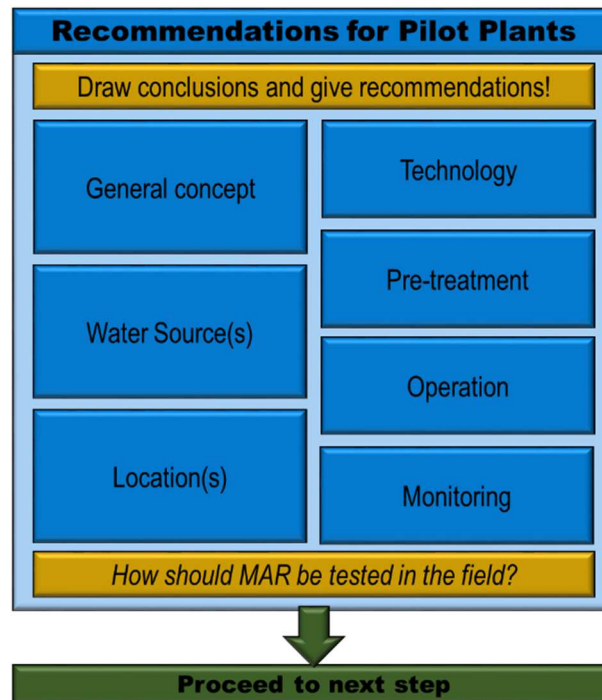 Recommendations for Pilot Plants
Draw conclusions and give recommendations!
General concept
Water Source(s)
Location(s)
Technology
Pre-treatment
Operation
Monitoring
How should MAR be tested in the field?
Proceed to next step